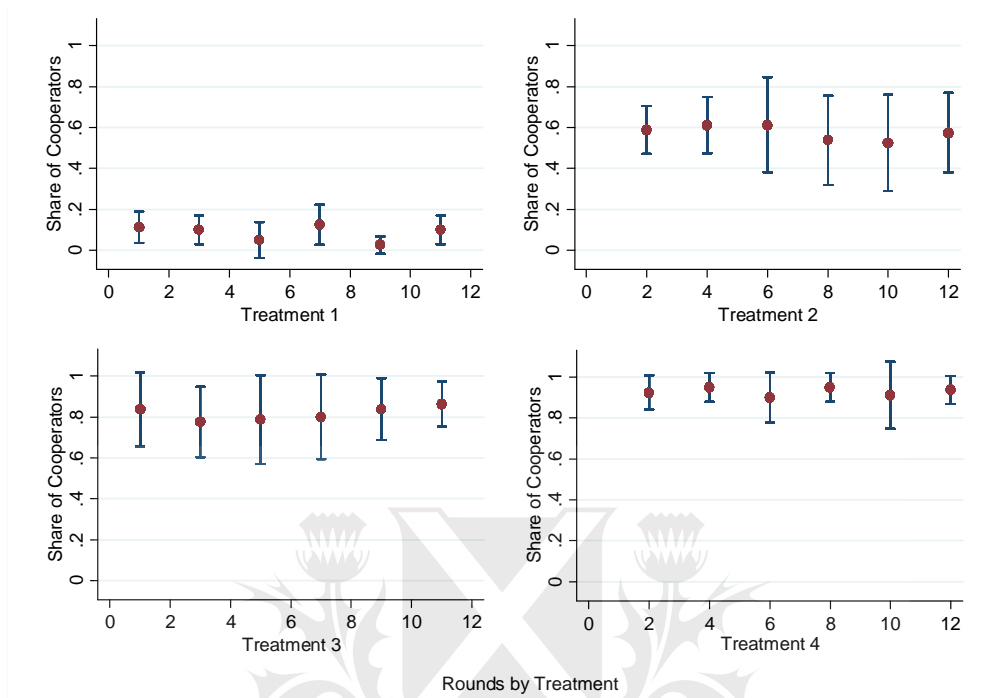 Share of Cooperators
1
.8
.6
.4
.2
0
0 2 4 6 8 10 12
Treatment 1
Share of Cooperators
1
.8
.6
.4
.2
0
0 2 4 6 8 10 12
Treatment 2
Share of Cooperators
1
.8
.6
.4
.2
0
0 2 4 6 8 10 12
Treatment 3
Share of Cooperators
1
.8
.6
.4
.2
0
0 2 4 6 8 10 12
Treatment 4
Rounds by Treatment